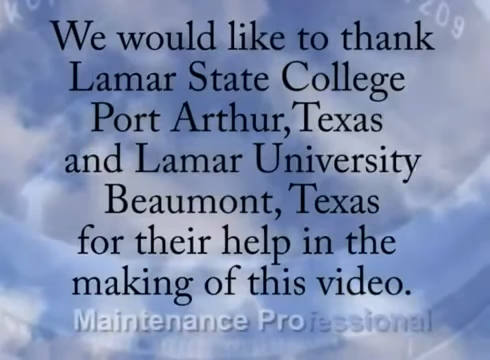 We would like to thank
Lamar State College
Port Arthur,Texas
and Lamar University
Beaumont, Texas
for their help in the
making of this video.
Maintenance Professional